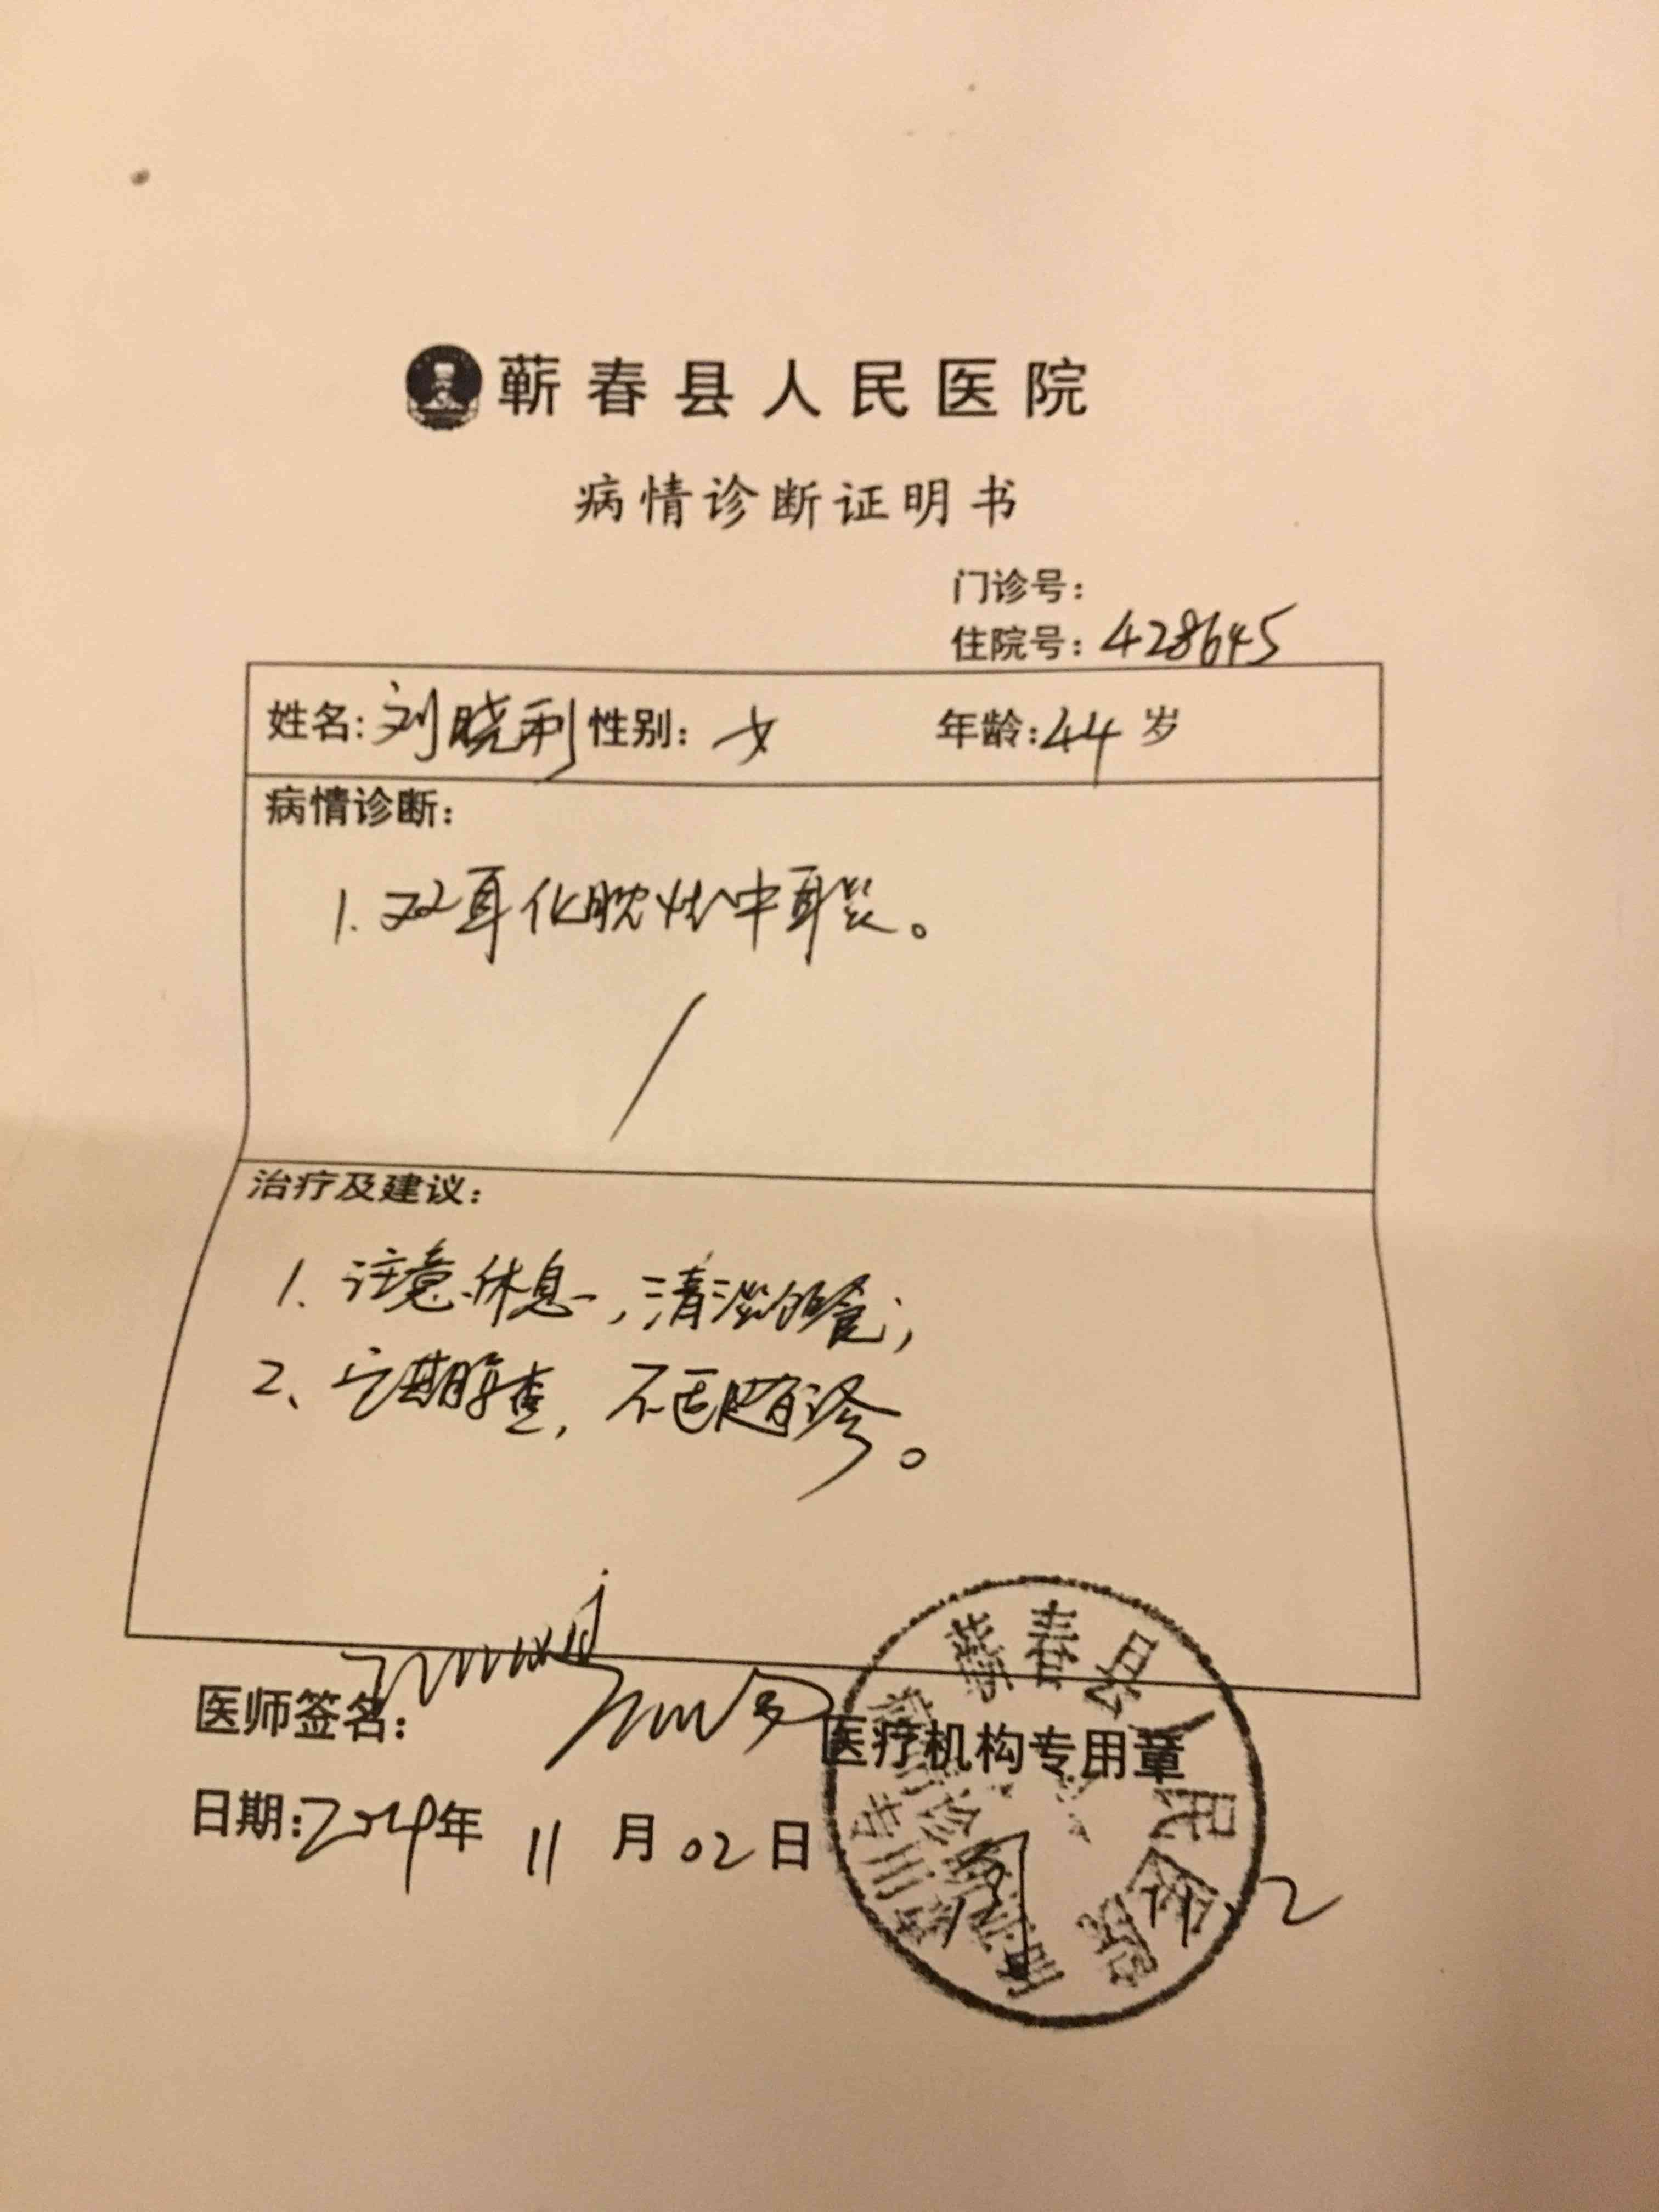 蕲春县人民医院
病情诊断证明书
门诊号：
住院号：428645
姓名：刘晓利 性别：女 年龄：44岁
病情诊断：
1. 双耳化脓性中耳炎。
治疗及建议：
1、注意休息，清淡饮食；
2、定期复查，不适随诊。
医师签名：
医疗机构专用章
蕲春县人民医院
日期：2024年11月02日